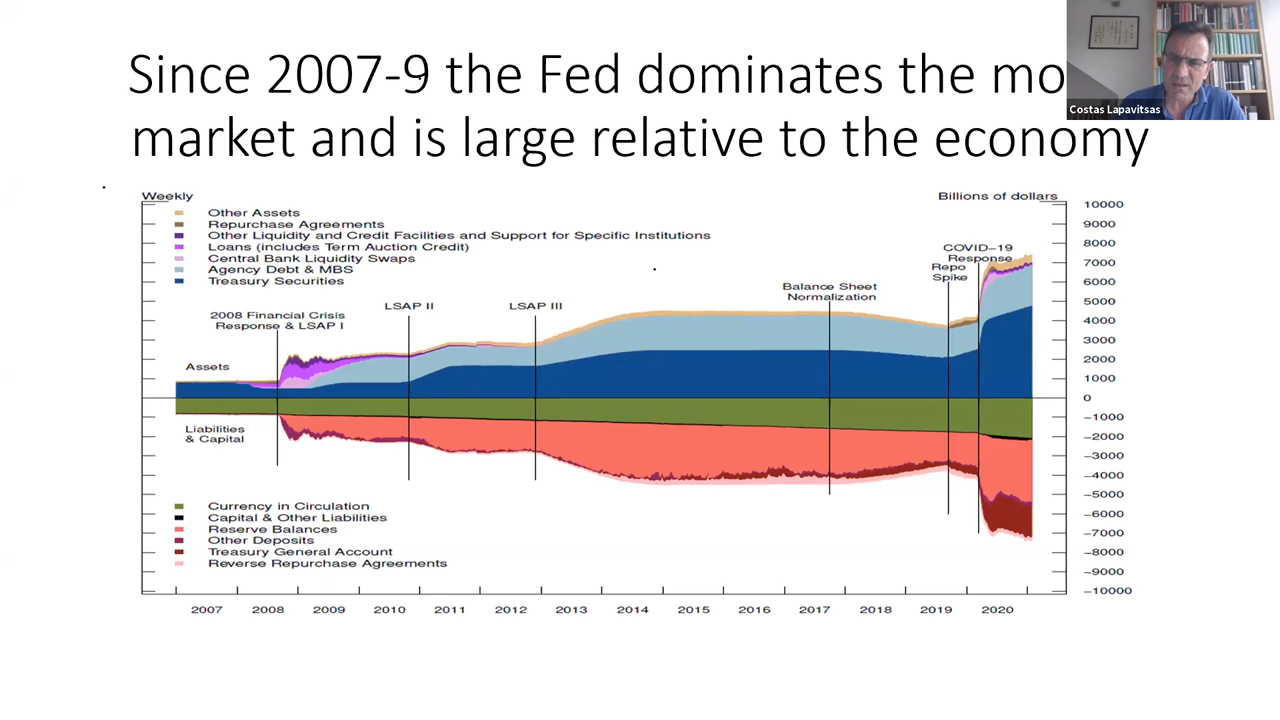 Since 2007-9 the Fed dominates the mo
market and is large relative to the economy
Costas Lapavitsas
Weekly
Billions of dollars
Other Assets
Repurchase Agreements
Other Liquidity and Credit Facilities and Support for Specific Institutions
Loans (includes Term Auction Credit)
Central Bank Liquidity Swaps
Agency Debt & MBS
Treasury Securities
2008 Financial Crisis
Response & LSAP I
LSAP II
LSAP III
Balance Sheet
Normalization
Repo
Spike
COVID-19
Response
Assets
Liabilities
& Capital
Currency in Circulation
Capital & Other Liabilities
Reserve Balances
Other Deposits
Treasury General Account
Reverse Repurchase Agreements
10000
9000
8000
7000
6000
5000
4000
3000
2000
1000
0
-1000
-2000
-3000
-4000
-5000
-6000
-7000
-8000
-9000
-10000
2007 2008 2009 2010 2011 2012 2013 2014 2015 2016 2017 2018 2019 2020